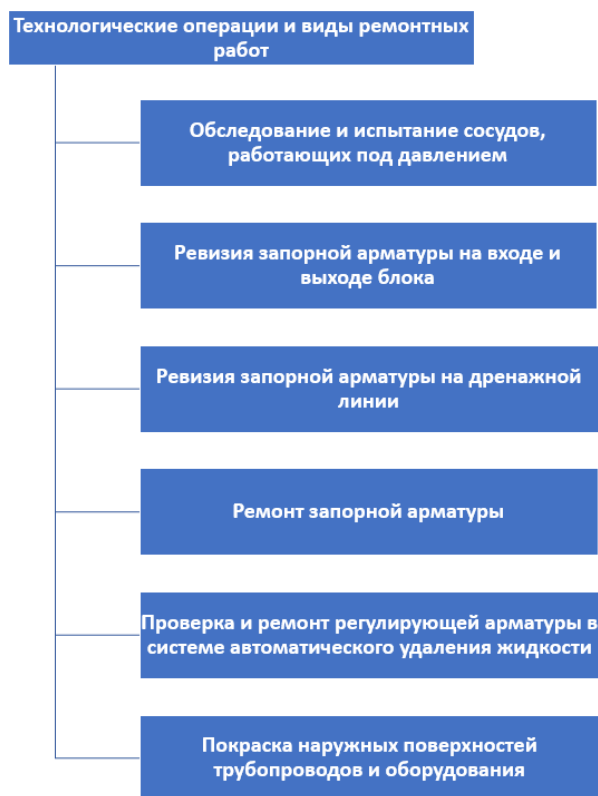 Технологические операции и виды ремонтных
работ
Обследование и испытание сосудов,
работающих под давлением
Ревизия запорной арматуры на входе и
выходе блока
Ревизия запорной арматуры на дренажной
линии
Ремонт запорной арматуры
Проверка и ремонт регулирующей арматуры в
системе автоматического удаления жидкости
Покраска наружных поверхностей
трубопроводов и оборудования